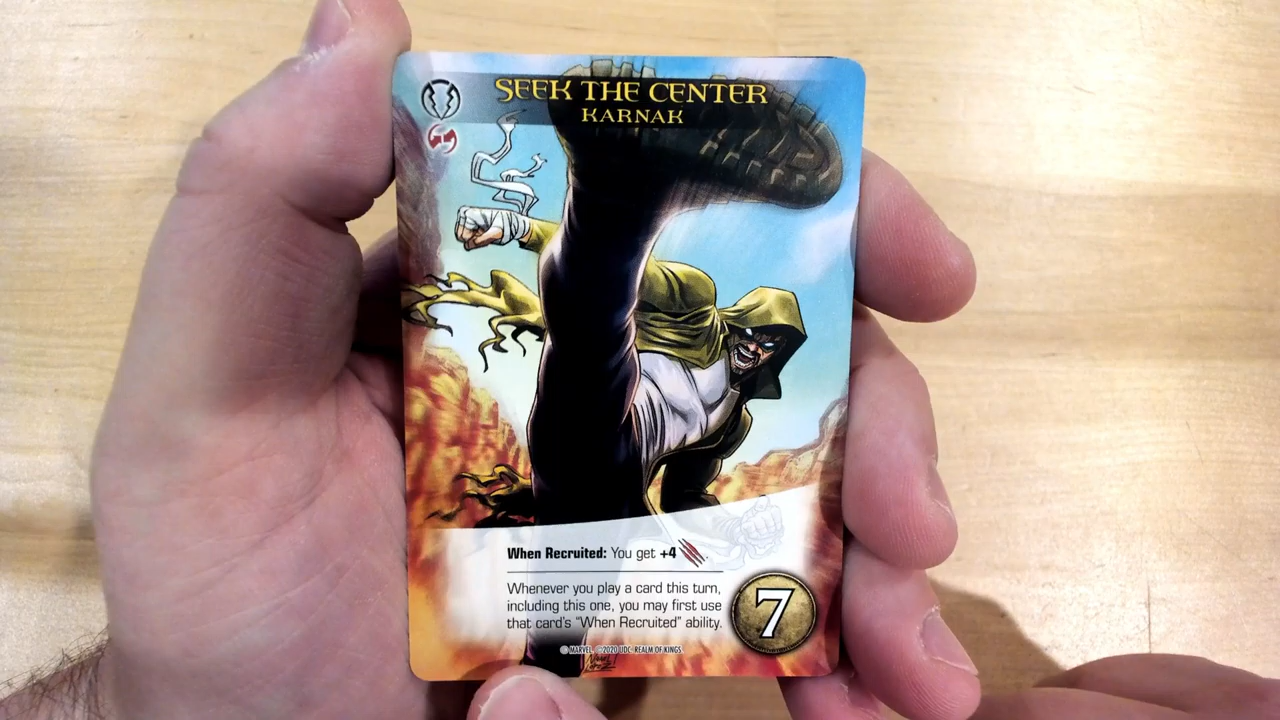 SEEK THE CENTER
KARNAK
When Recruited: You get +4
Whenever you play a card this turn,
including this one, you may first use
that card's "When Recruited" ability.
7
© MARVEL. ©2020 UDC. REALM OF KINGS